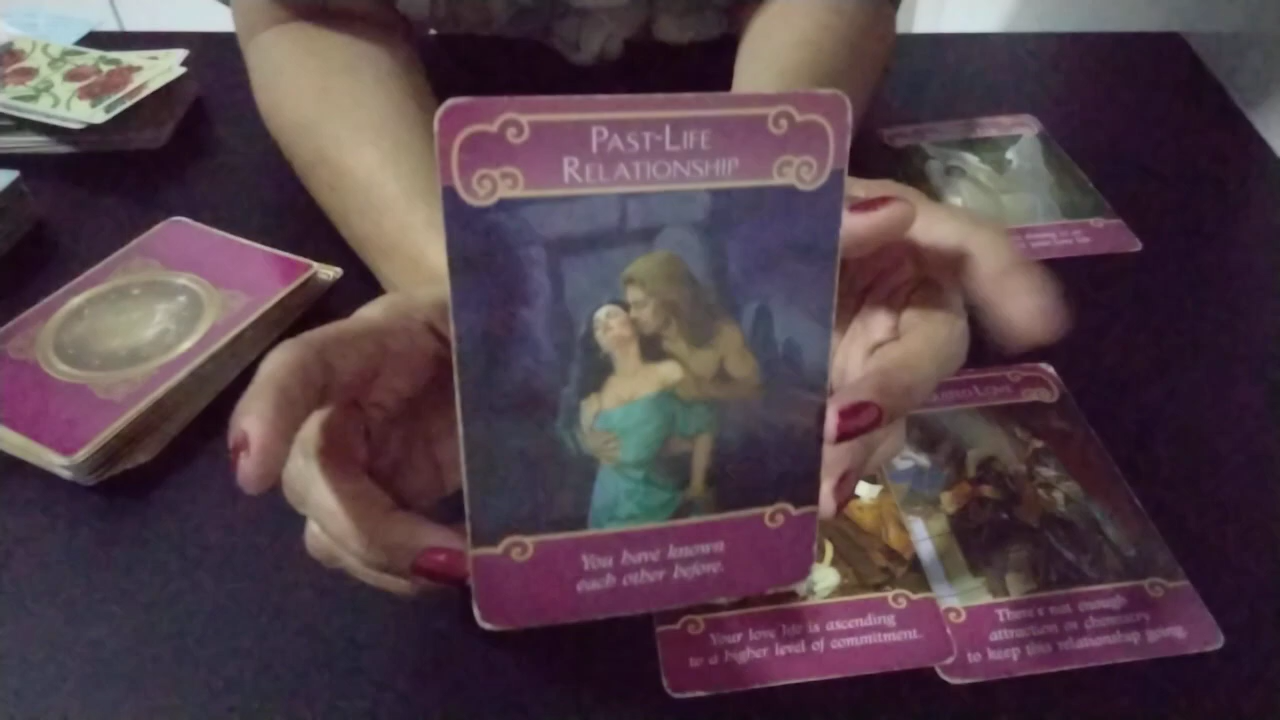 PAST-LIFE
RELATIONSHIP
You have known
each other before.
Your love life is ascending
to a higher level of commitment.
There's not enough
attraction or chemistry
to keep this relationship going.